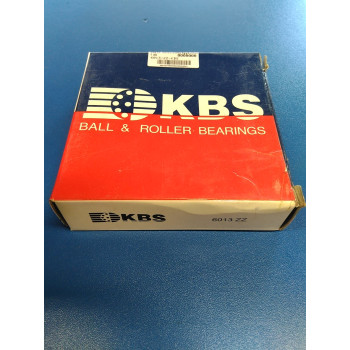 KBS
BALL & ROLLER BEARINGS
KBS
6013 ZZ